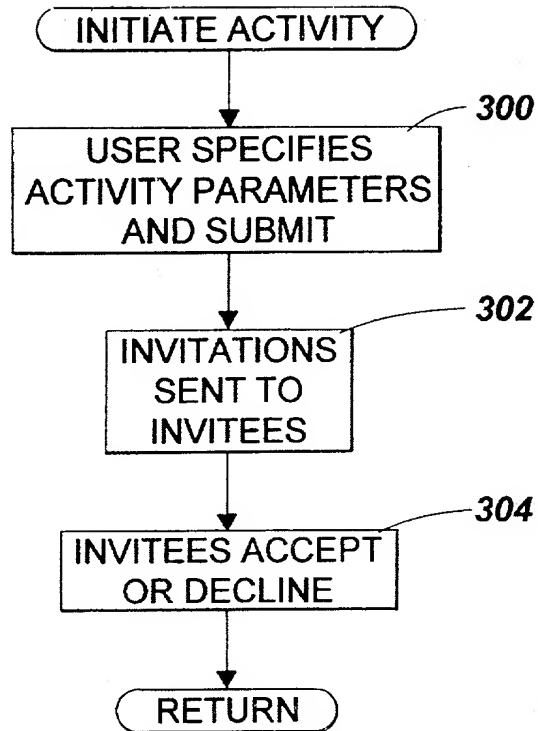 INITIATE ACTIVITY
300
USER SPECIFIES
ACTIVITY PARAMETERS
AND SUBMIT
302
INVITATIONS
SENT TO
INVITEES
304
INVITEES ACCEPT
OR DECLINE
RETURN